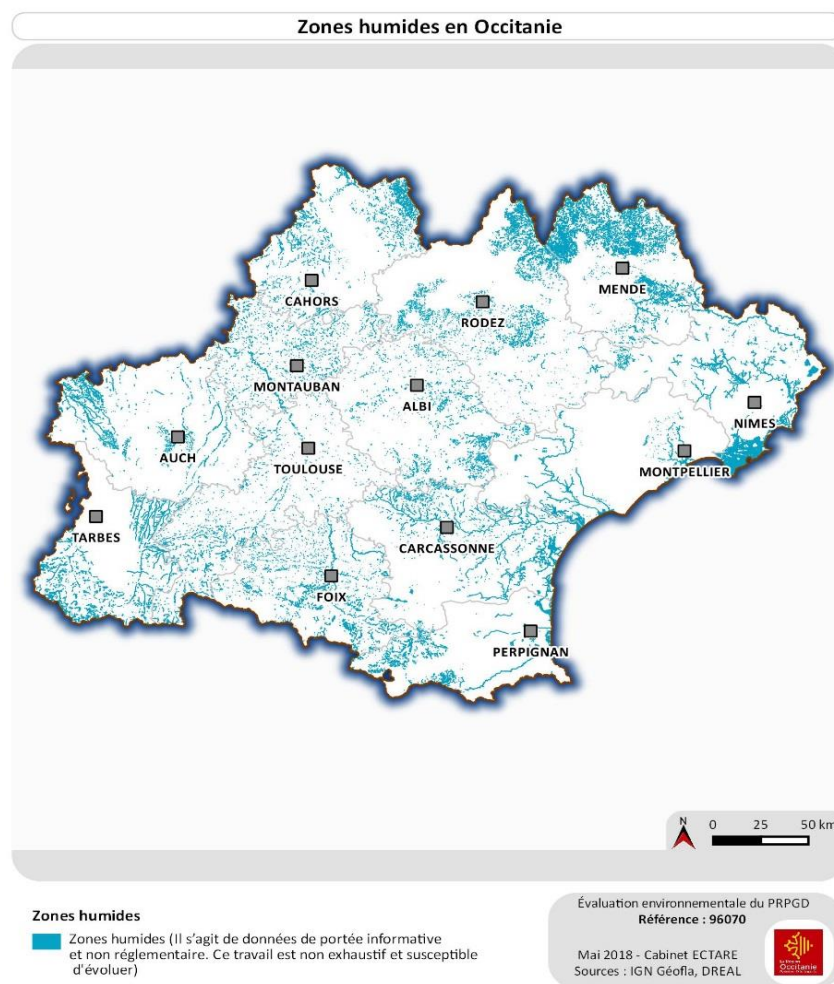 Zones humides en Occitanie
CAHORS
RODEZ
MENDE
MONTAUBAN
ALBI
NIMES
AUCH
TOULOUSE
MONTPELLIER
TARBES
CARCASSONNE
FOIX
PERPIGNAN
N
0 25 50 km
Zones humides
Zones humides (Il s'agit de données de portée informative
et non réglementaire. Ce travail est non exhaustif et susceptible
d'évoluer)
Évaluation environnementale du PRPGD
Référence : 96070
Mai 2018 - Cabinet ECTARE
Sources : IGN Géofla, DREAL
Occitanie